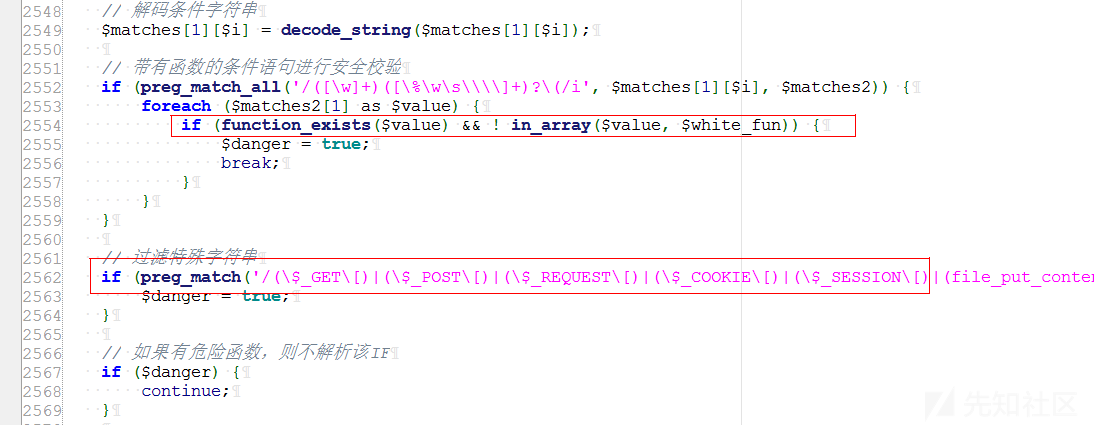 2548 // 解码条件字符串
2549 $matches[1][$i] = decode_string($matches[1][$i]);
2550
2551 // 带有函数的条件语句进行安全校验
2552 if (preg_match_all('/([\w]+)([\%\w\s\\\\]+)?\(/i', $matches[1][$i], $matches2)) {
2553 foreach ($matches2[1] as $value) {
2554 if (function_exists($value) && ! in_array($value, $white_fun)) {
2555 $danger = true;
2556 break;
2557 }
2558 }
2559 }
2560
2561 // 过滤特殊字符串
2562 if (preg_match('/(\$_GET\[)|(\$_POST\[)|(\$_REQUEST\[)|(\$_COOKIE\[)|(\$_SESSION\[)|(file_put_conte
2563 $danger = true;
2564 }
2565
2566 // 如果有危险函数，则不解析该IF
2567 if ($danger) {
2568 continue;
2569 }
先知社区